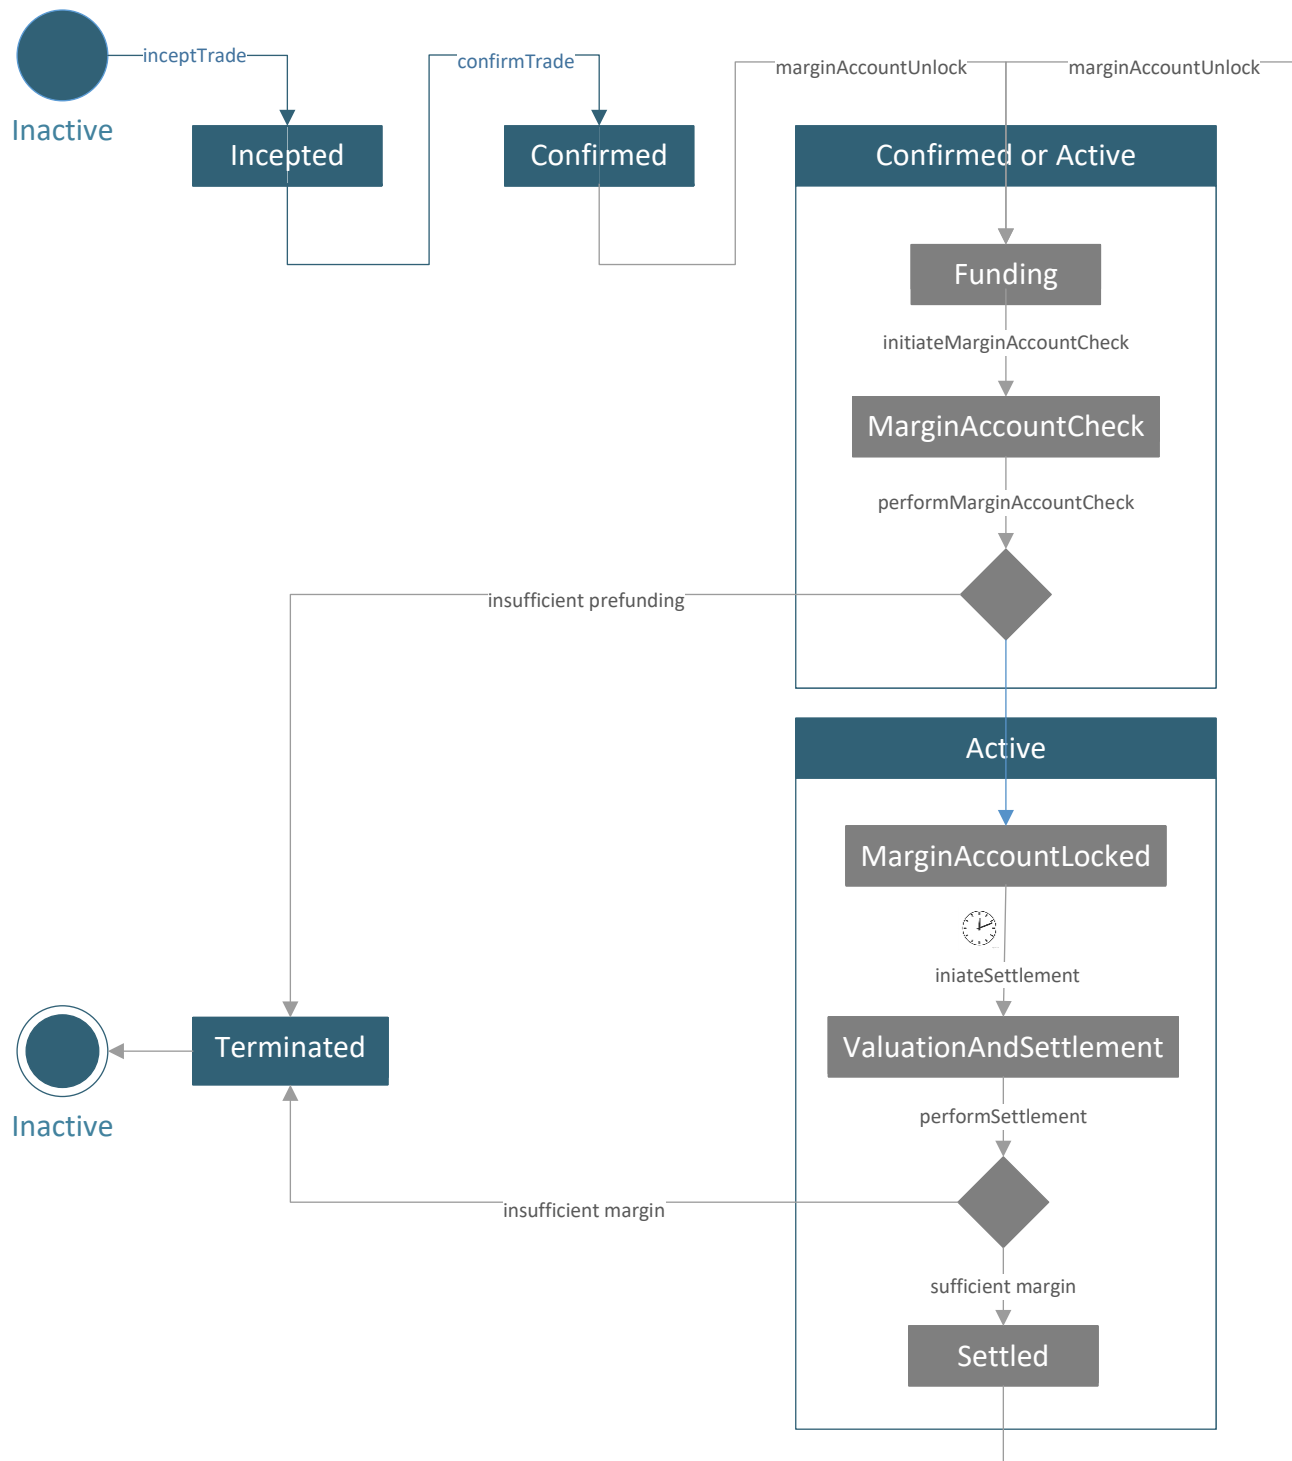 inceptTrade
confirmTrade
marginAccountUnlock
marginAccountUnlock
Inactive
Incepted
Confirmed
Confirmed or Active
Funding
initiateMarginAccountCheck
MarginAccountCheck
performMarginAccountCheck
insufficient prefunding
Active
MarginAccountLocked
iniateSettlement
Terminated
ValuationAndSettlement
Inactive
performSettlement
insufficient margin
sufficient margin
Settled